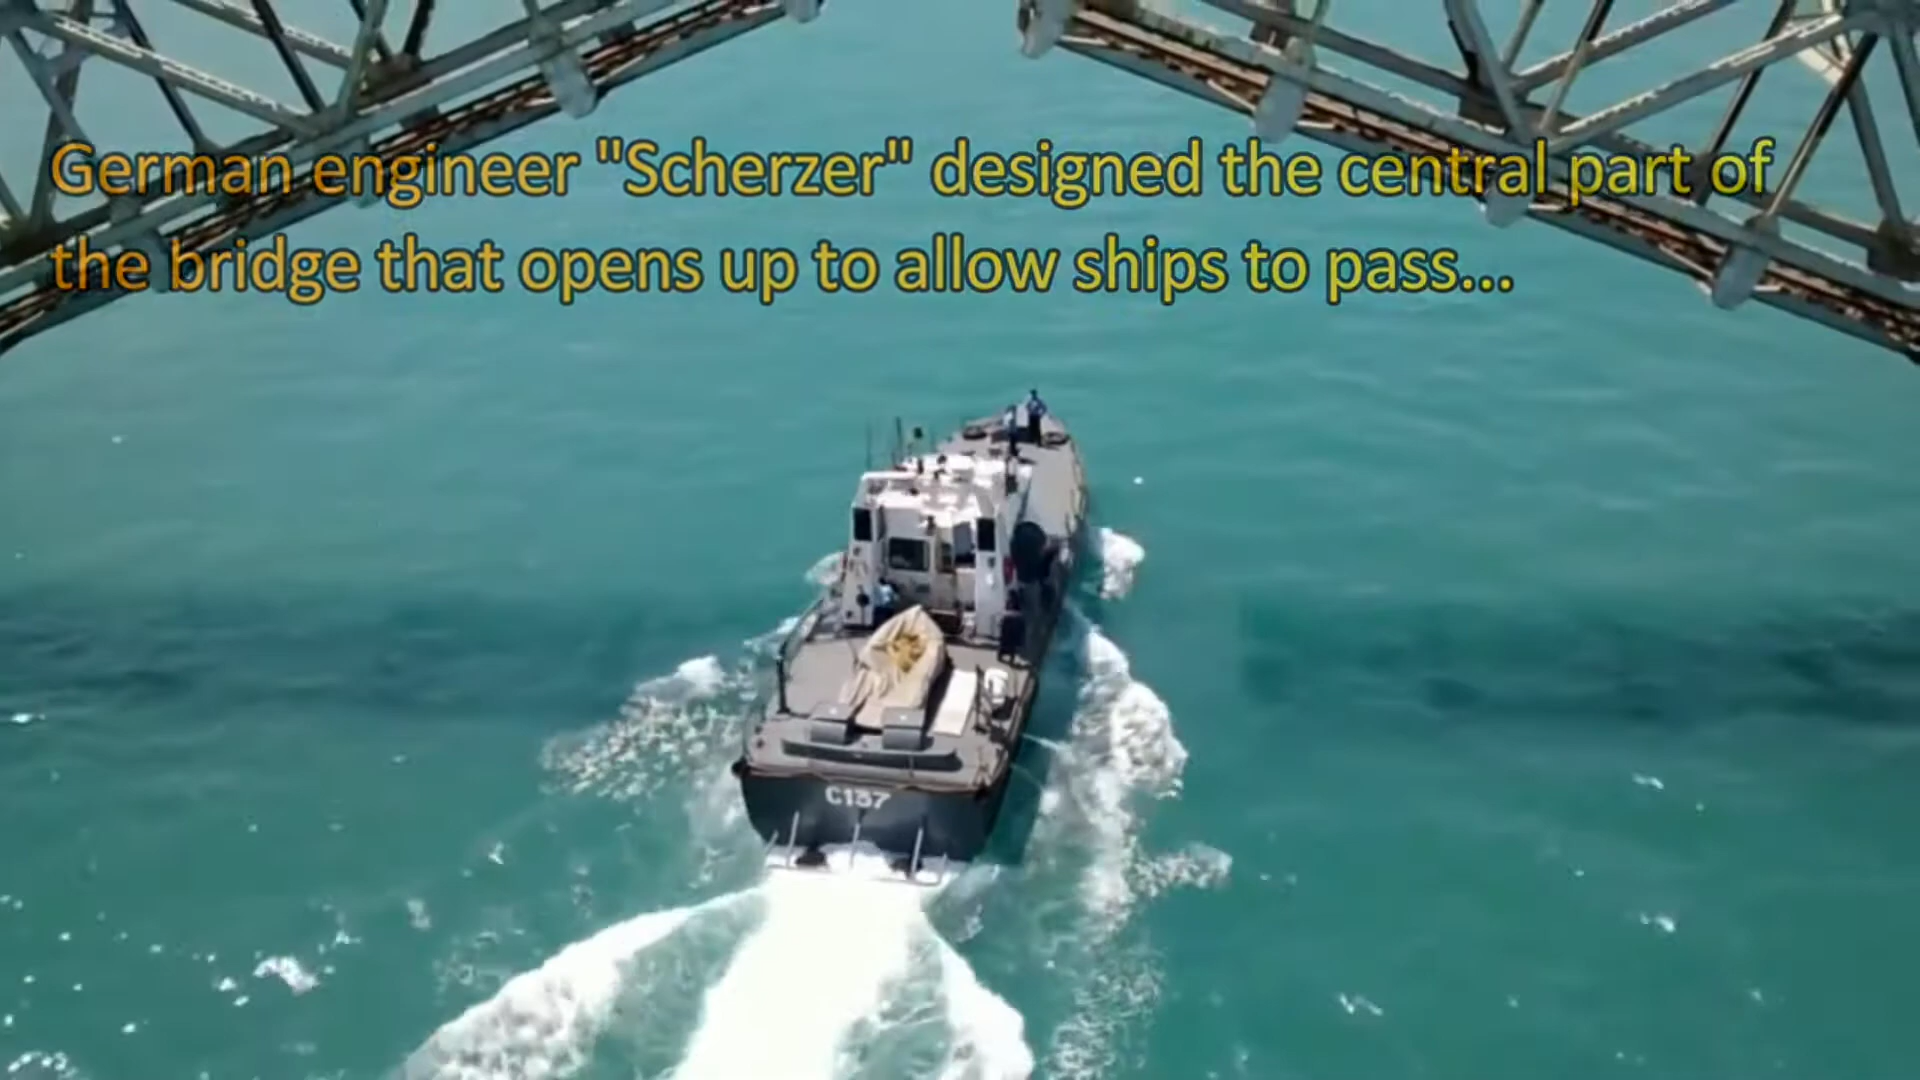 German engineer "Scherzer" designed the central part of
the bridge that opens up to allow ships to pass...
C137